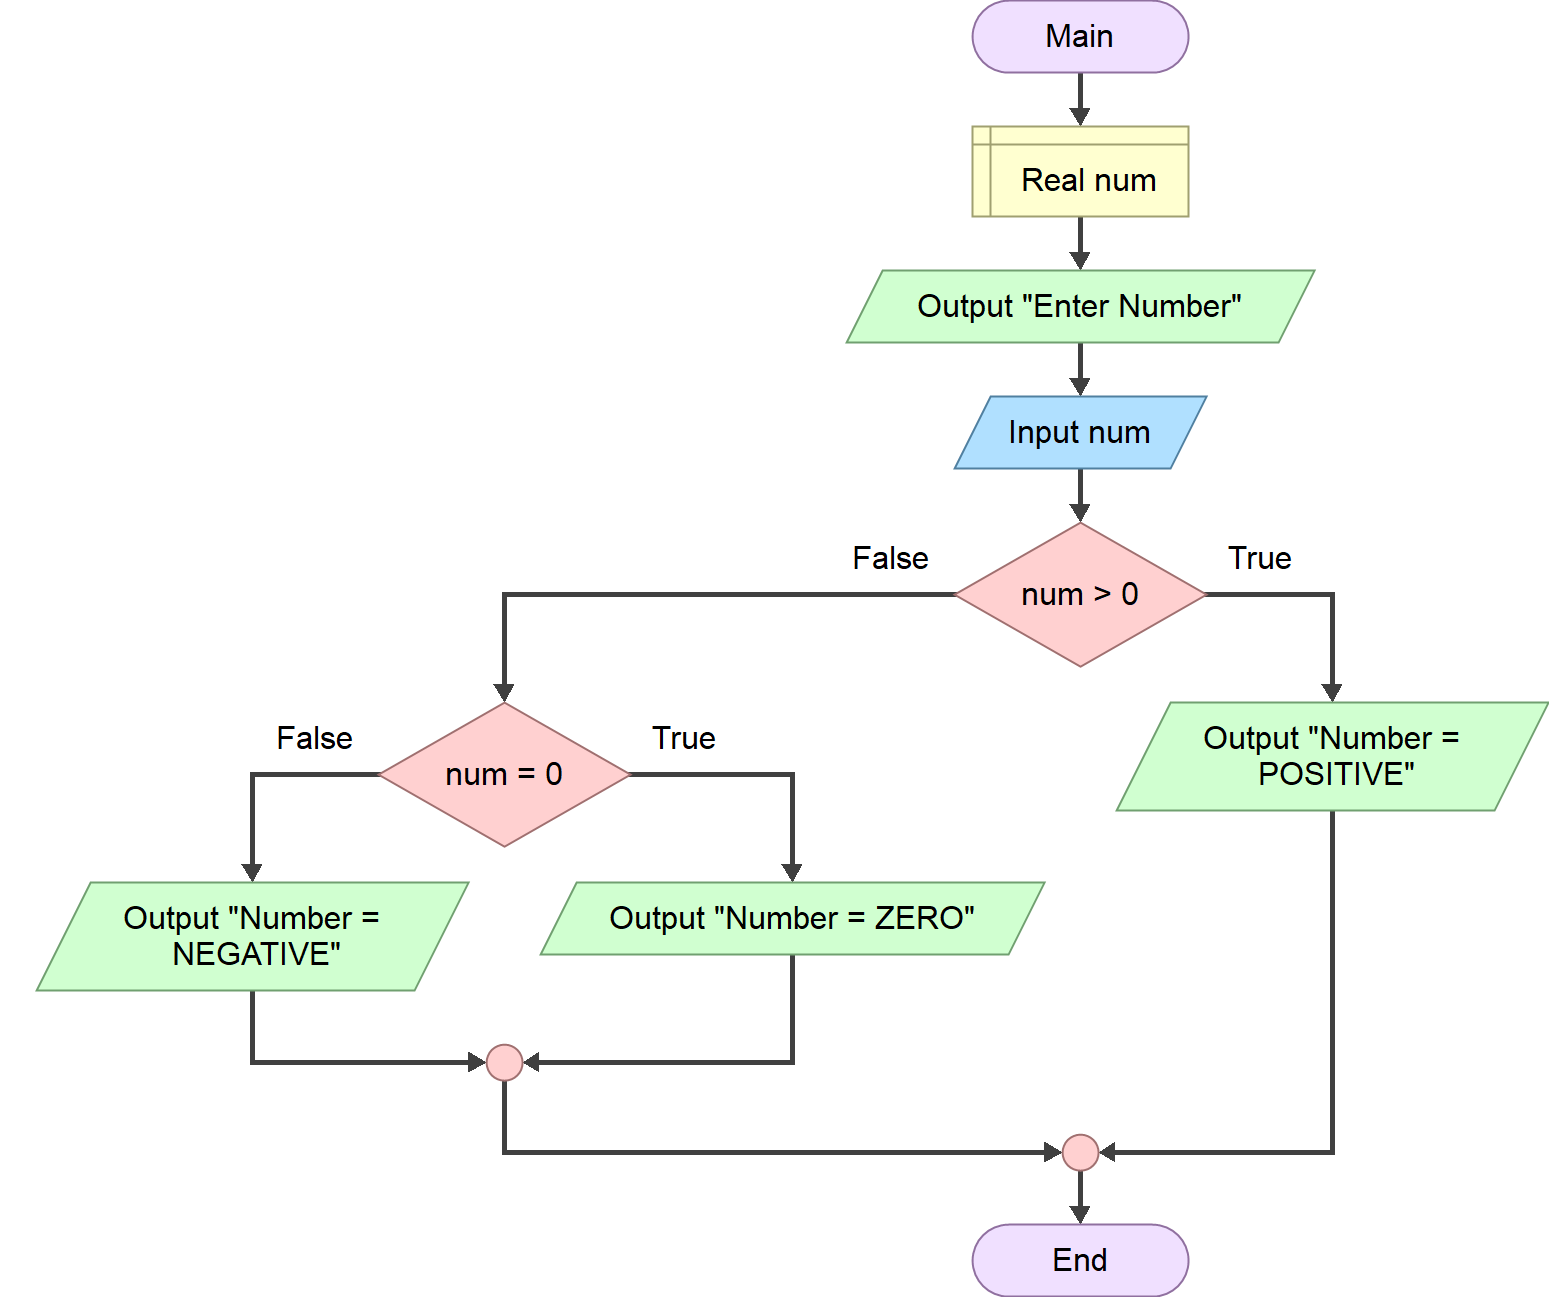 Main
Real num
Output "Enter Number"
Input num
False
True
num > 0
False
True
num = 0
Output "Number =
POSITIVE"
Output "Number =
NEGATIVE"
Output "Number = ZERO"
End